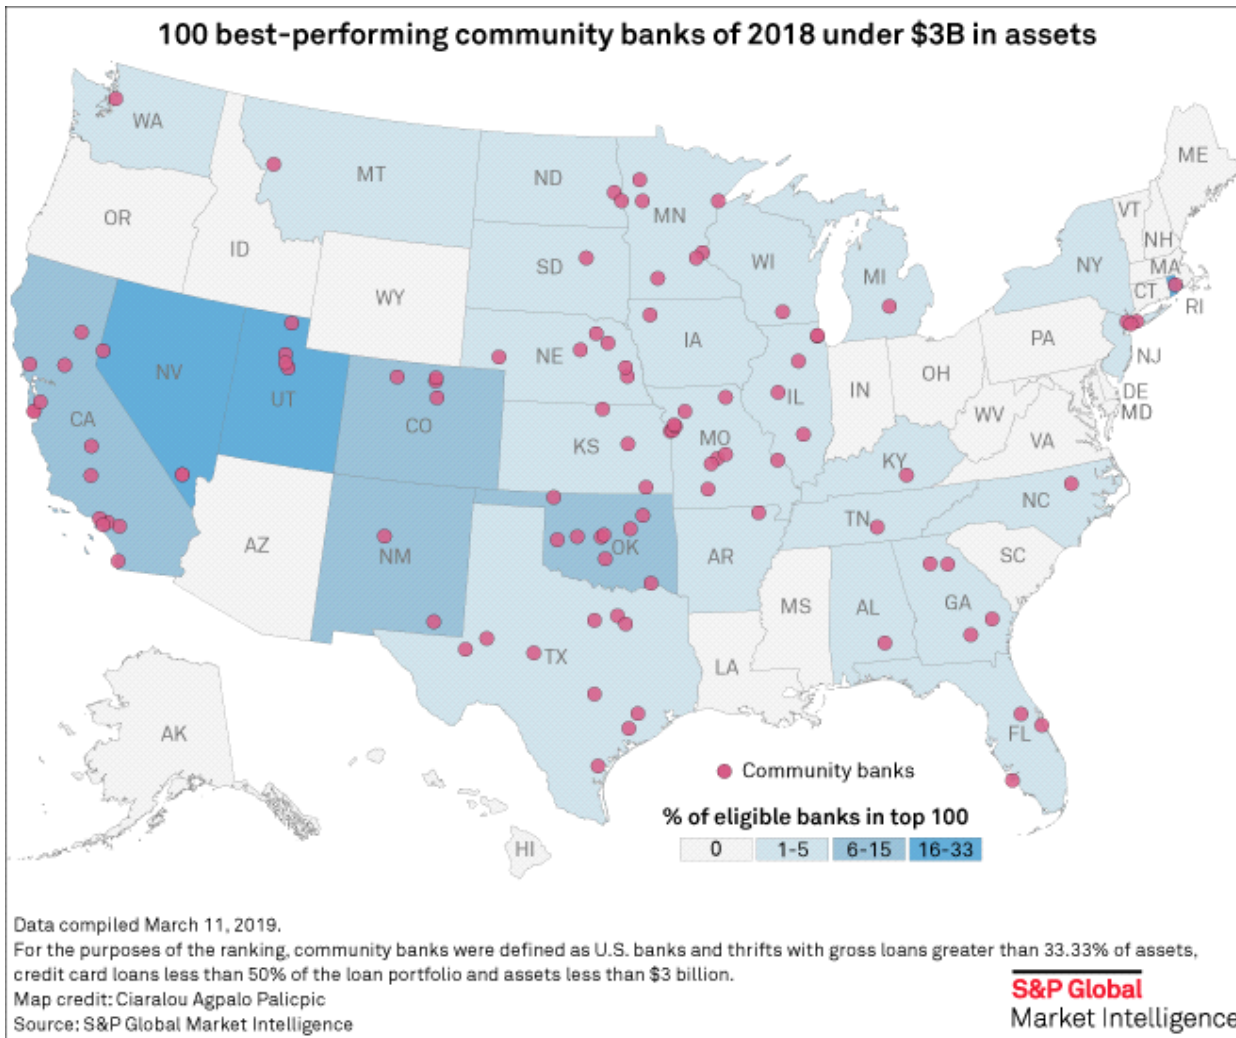 100 best-performing community banks of 2018 under $3B in assets
WA
MT
ND
MN
OR
ID
SD
WI
MI
NY
VT
NH
ME
MA
CT
RI
WY
NE
IA
PA
NJ
NV
UT
CO
IL
IN
OH
DE
MD
CA
KS
MO
WV
VA
KY
NC
AZ
NM
OK
AR
TN
SC
MS
AL
GA
TX
LA
FL
AK
HI
Community banks
% of eligible banks in top 100
0 1-5 6-15 16-33
Data compiled March 11, 2019.
For the purposes of the ranking, community banks were defined as U.S. banks and thrifts with gross loans greater than 33.33% of assets,
credit card loans less than 50% of the loan portfolio and assets less than $3 billion.
Map credit: Ciaralou Agpalo Palicpic
Source: S&P Global Market Intelligence
S&P Global
Market Intelligence